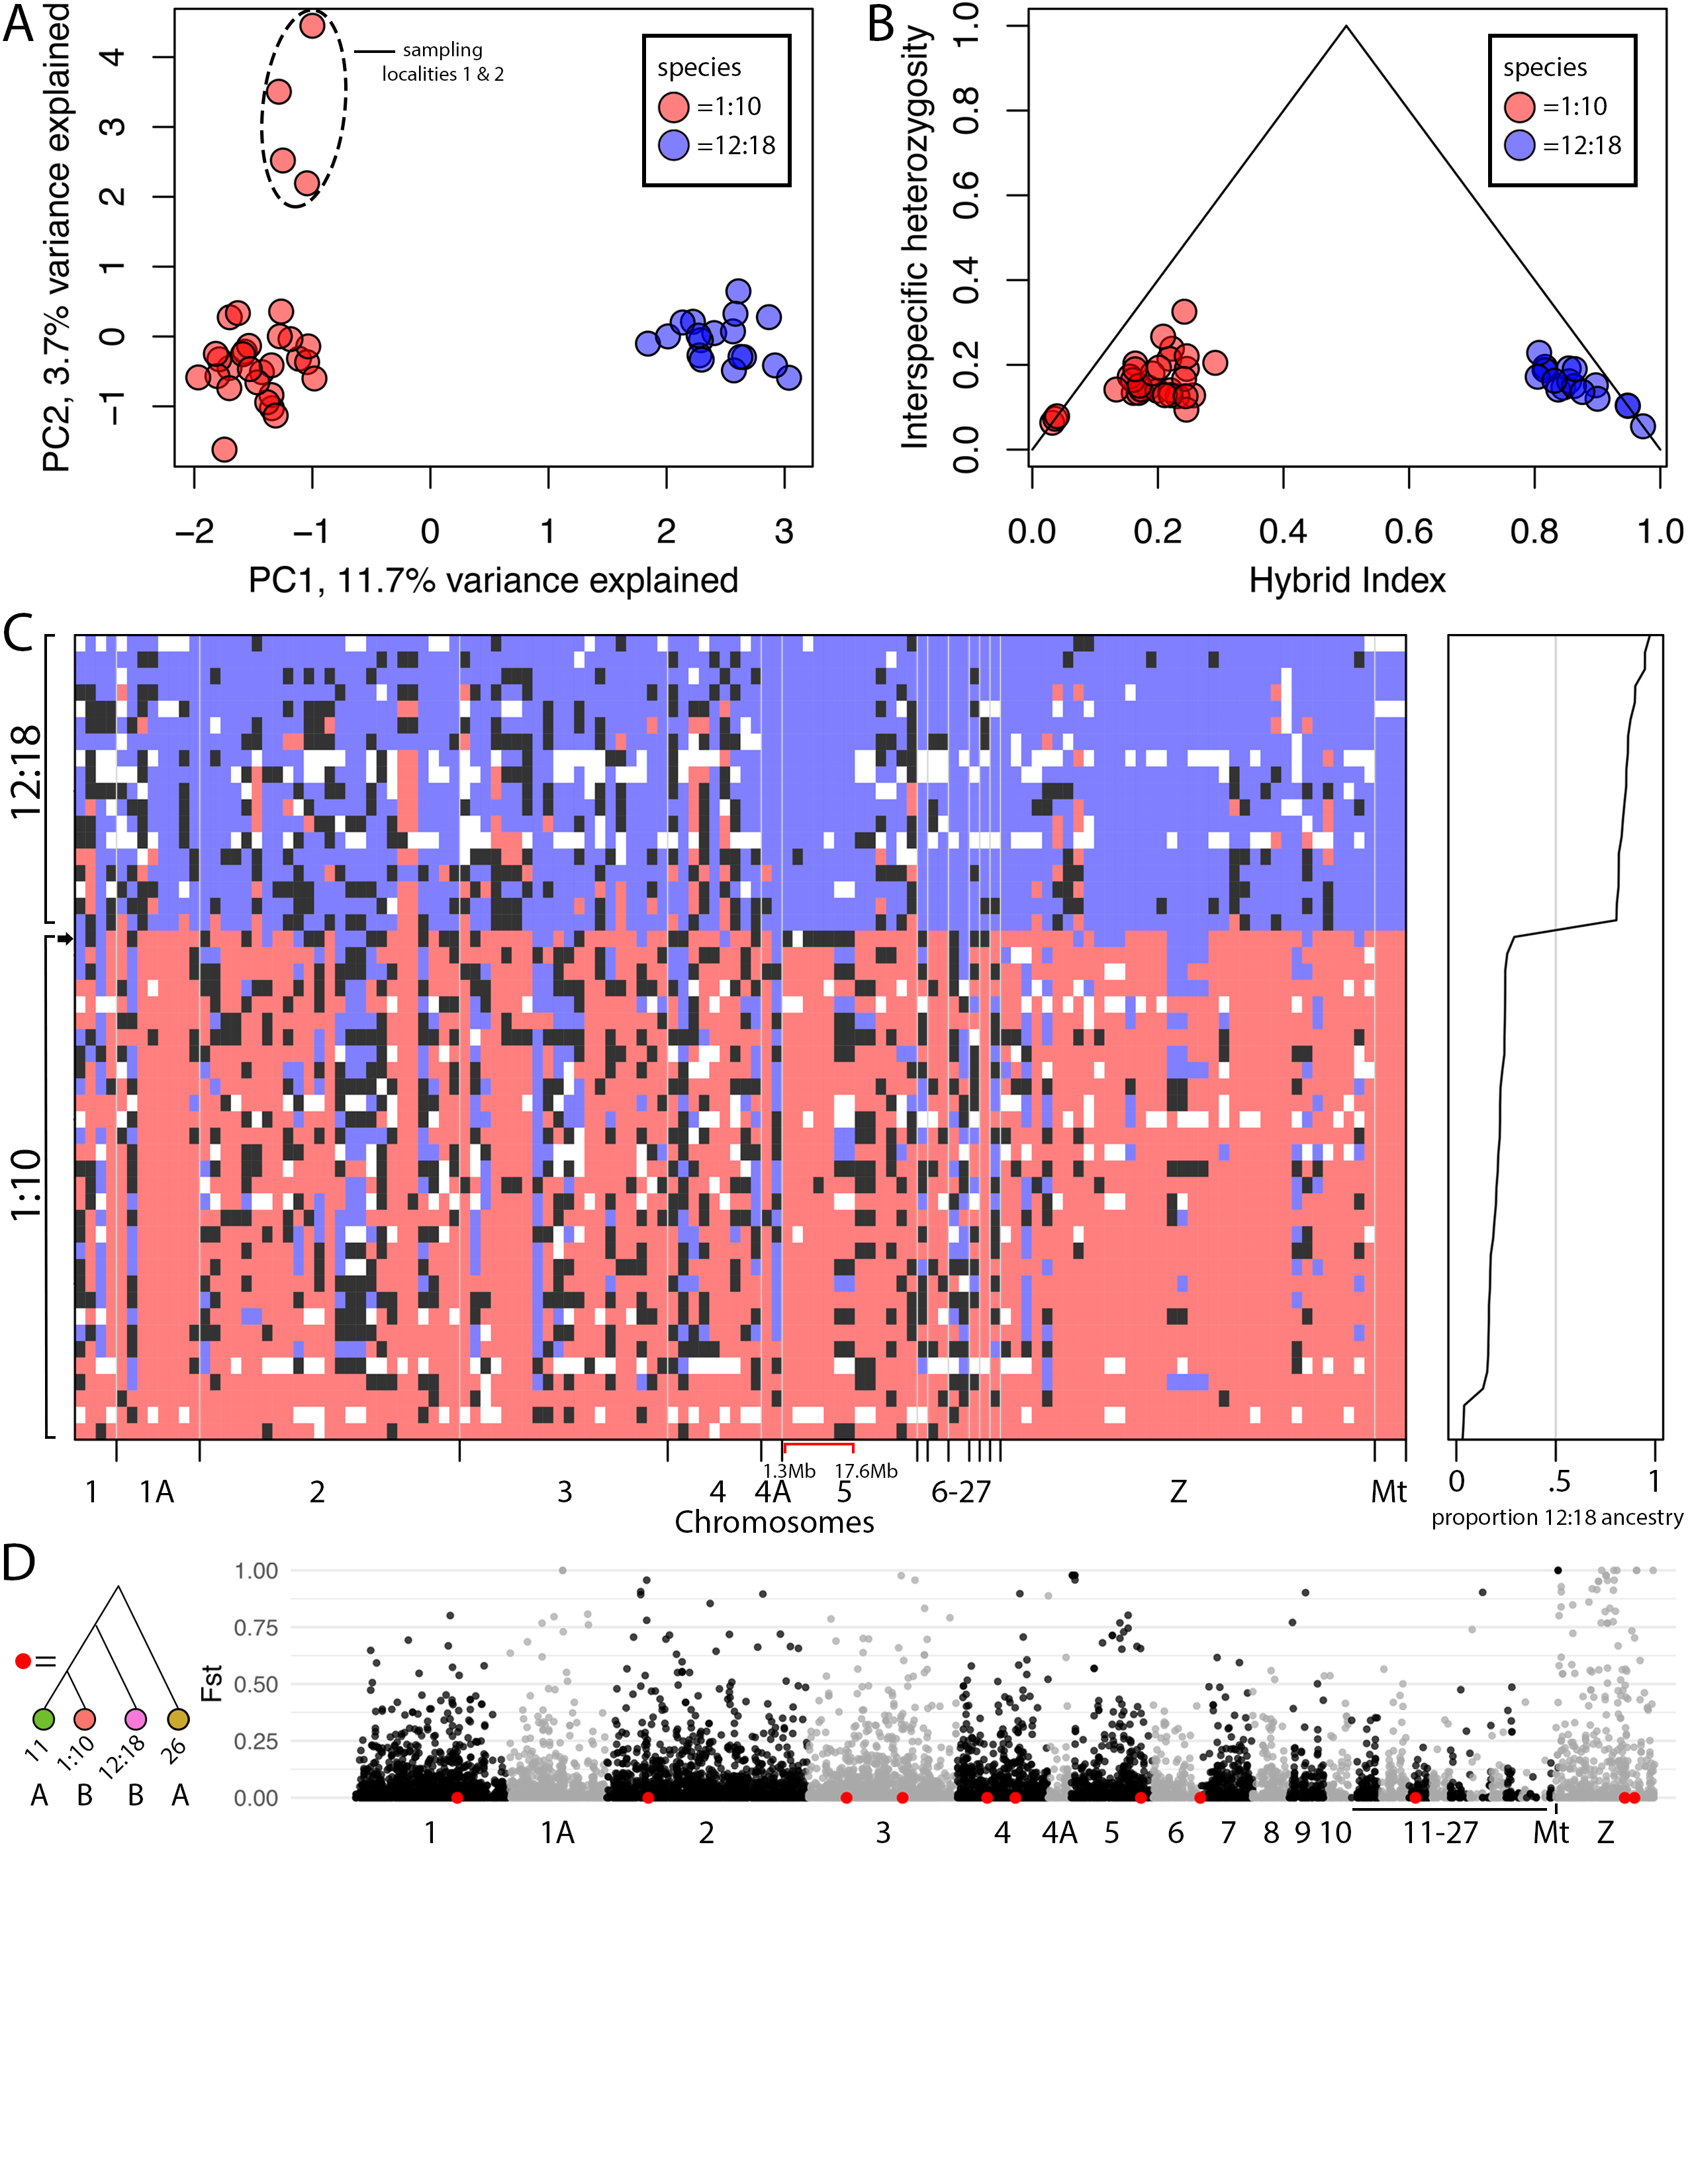 A
PC2, 3.7% variance explained
4
3
2
1
0
−1
sampling
localities 1 & 2
species
=1:10
=12:18
−2 −1 0 1 2 3
PC1, 11.7% variance explained
B
Interspecific heterozygosity
1.0
0.8
0.6
0.4
0.2
0.0
species
=1:10
=12:18
0.0 0.2 0.4 0.6 0.8 1.0
Hybrid Index
C
12:18
1:10
1.3Mb 17.6Mb
1 1A 2 3 4 4A 5 6-27 Z Mt
Chromosomes
0 .5 1
proportion 12:18 ancestry
D
=
11 1:10 12:18 26
A B B A
Fst
1.00
0.75
0.50
0.25
0.00
1 1A 2 3 4 4A 5 6 7 8 9 10 11-27 Mt Z